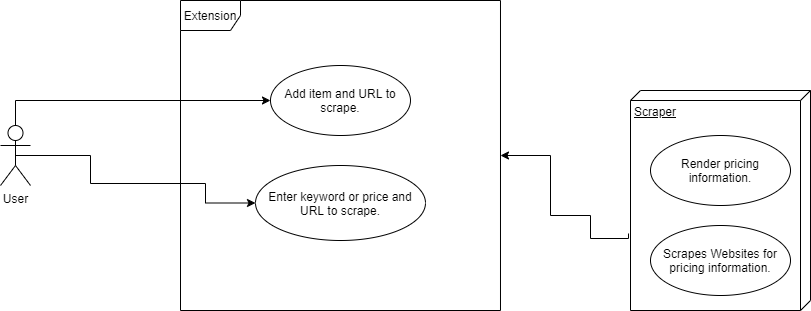 Extension
Add item and URL to
scrape.
User
Enter keyword or price and
URL to scrape.
Scraper
Render pricing
information.
Scrapes Websites for
pricing information.